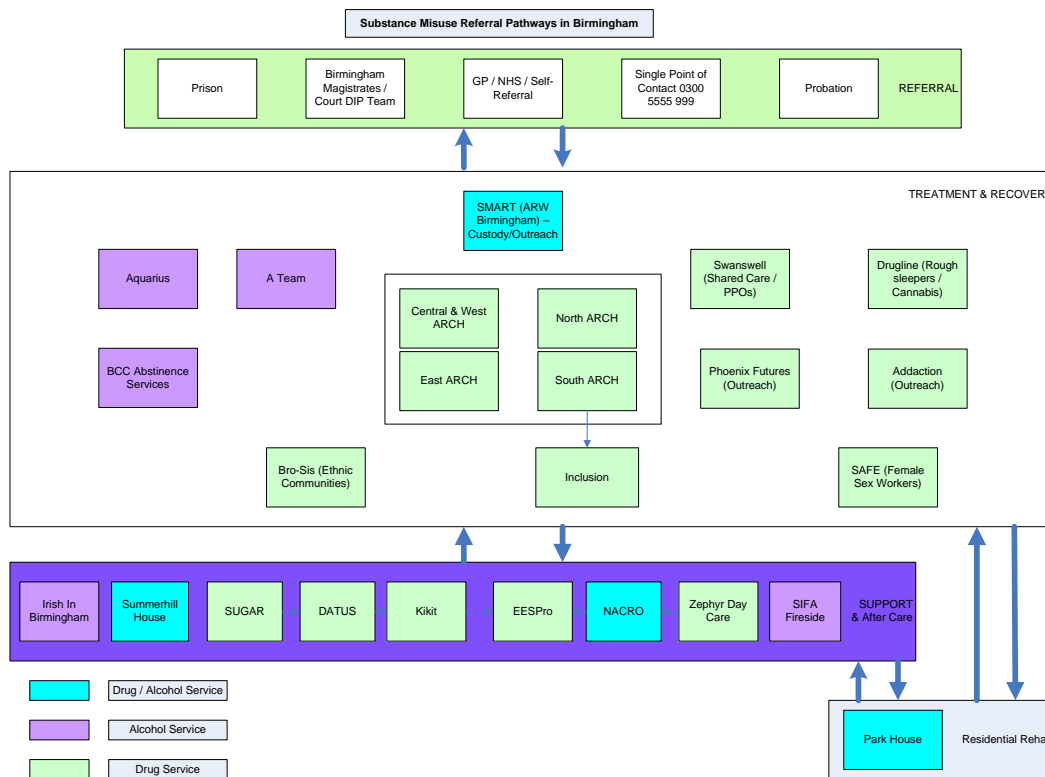 Substance Misuse Referral Pathways in Birmingham
Prison
Birmingham
Magistrates /
Court DIP Team
GP / NHS / Self-
Referral
Single Point of
Contact 0300
5555 999
Probation
REFERRAL
TREATMENT & RECOVER
SMART (ARW
Birmingham) –
Custody/Outreach
Aquarius
A Team
Swanswell
(Shared Care /
PPOs)
Drugline (Rough
sleepers /
Cannabis)
Central & West
ARCH
North ARCH
BCC Abstinence
Services
East ARCH
South ARCH
Phoenix Futures
(Outreach)
Addaction
(Outreach)
Bro-Sis (Ethnic
Communities)
Inclusion
SAFE (Female
Sex Workers)
Irish In
Birmingham
Summerhill
House
SUGAR
DATUS
Kikit
EESPro
NACRO
Zephyr Day
Care
SIFA
Fireside
SUPPORT
& After Care
Drug / Alcohol Service
Alcohol Service
Drug Service
Park House
Residential Reha